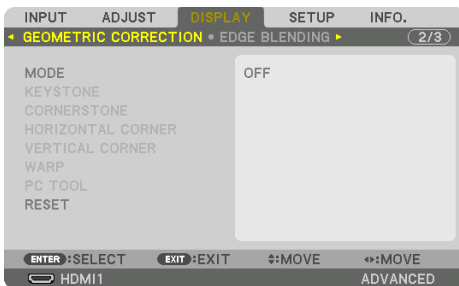 INPUT ADJUST DISPLAY SETUP INFO.
GEOMETRIC CORRECTION • EDGE BLENDING 2/3
MODE OFF
KEYSTONE
CORNERSTONE
HORIZONTAL CORNER
VERTICAL CORNER
WARP
PC TOOL
RESET
ENTER :SELECT EXIT :EXIT :MOVE :MOVE
HDMI1 ADVANCED